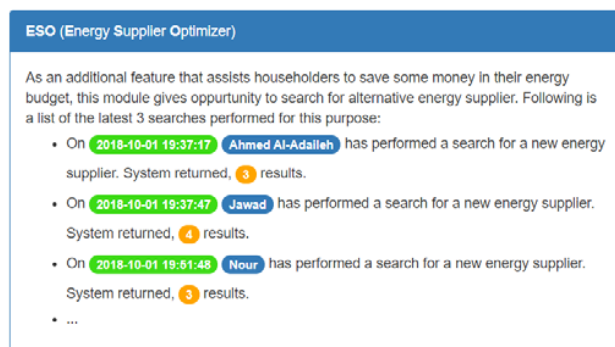 ESO (Energy Supplier Optimizer)
As an additional feature that assists householders to save some money in their energy
budget, this module gives oppurtunity to search for alternative energy supplier. Following is
a list of the latest 3 searches performed for this purpose:
• On 2018-10-01 19:37:17 Ahmed Al-Adaileh has performed a search for a new energy
supplier. System returned, 3 results.
• On 2018-10-01 19:37:47 Jawad has performed a search for a new energy supplier.
System returned, 4 results.
• On 2018-10-01 19:51:48 Nour has performed a search for a new energy supplier.
System returned, 3 results.
• ...